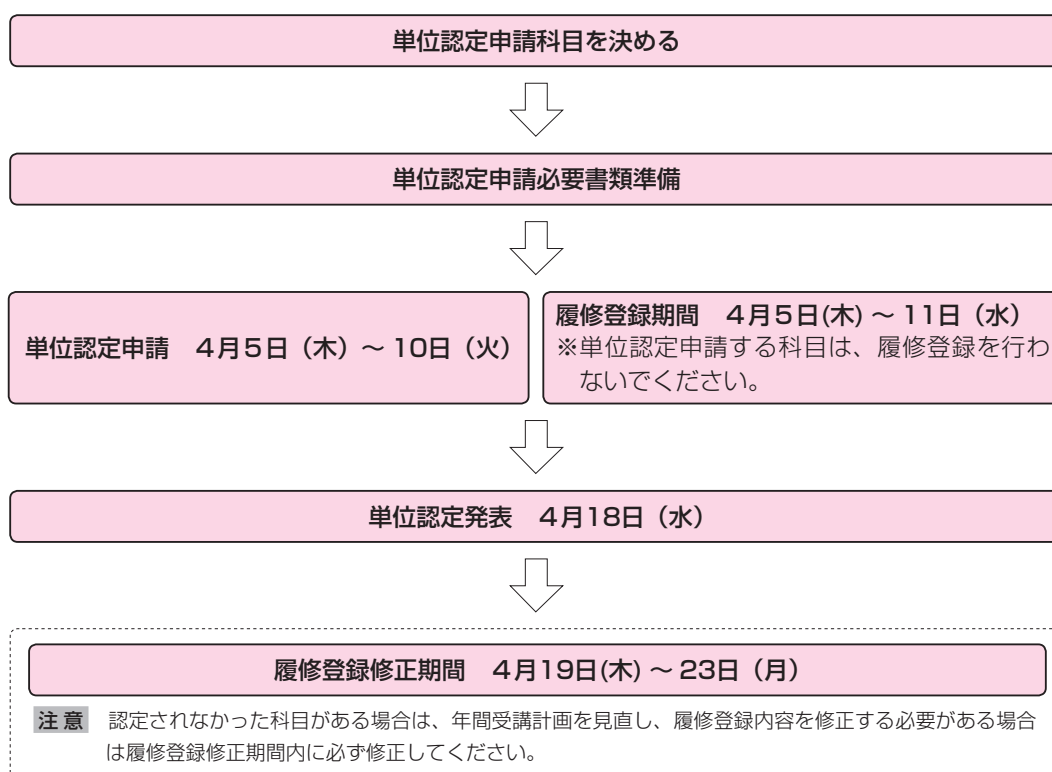 単位認定申請科目を決める
単位認定申請必要書類準備
単位認定申請　４月５日（木）～ 10日（火）
履修登録期間　４月５日(木) ～ 11日（水）
※単位認定申請する科目は、履修登録を行わ
ないでください。
単位認定発表　４月18日（水）
履修登録修正期間　４月19日(木) ～ 23日（月）
注 意　認定されなかった科目がある場合は、年間受講計画を見直し、履修登録内容を修正する必要がある場合
は履修登録修正期間内に必ず修正してください。